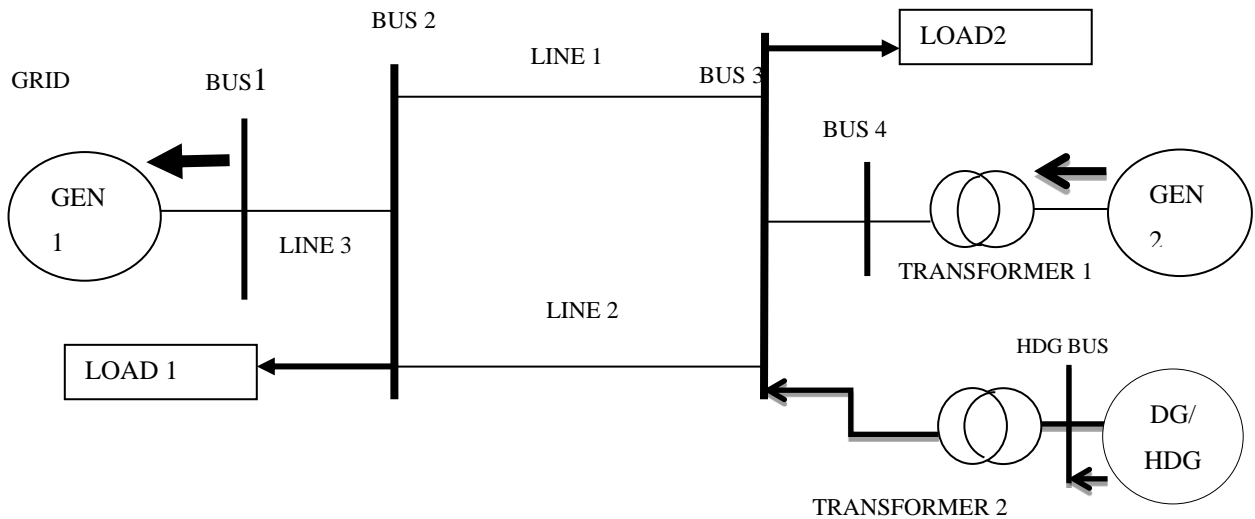 BUS 2
LOAD2
LINE 1
BUS 3
GRID
BUS1
BUS 4
GEN
1
GEN
2
LINE 3
TRANSFORMER 1
LINE 2
HDG BUS
LOAD 1
DG/
HDG
TRANSFORMER 2